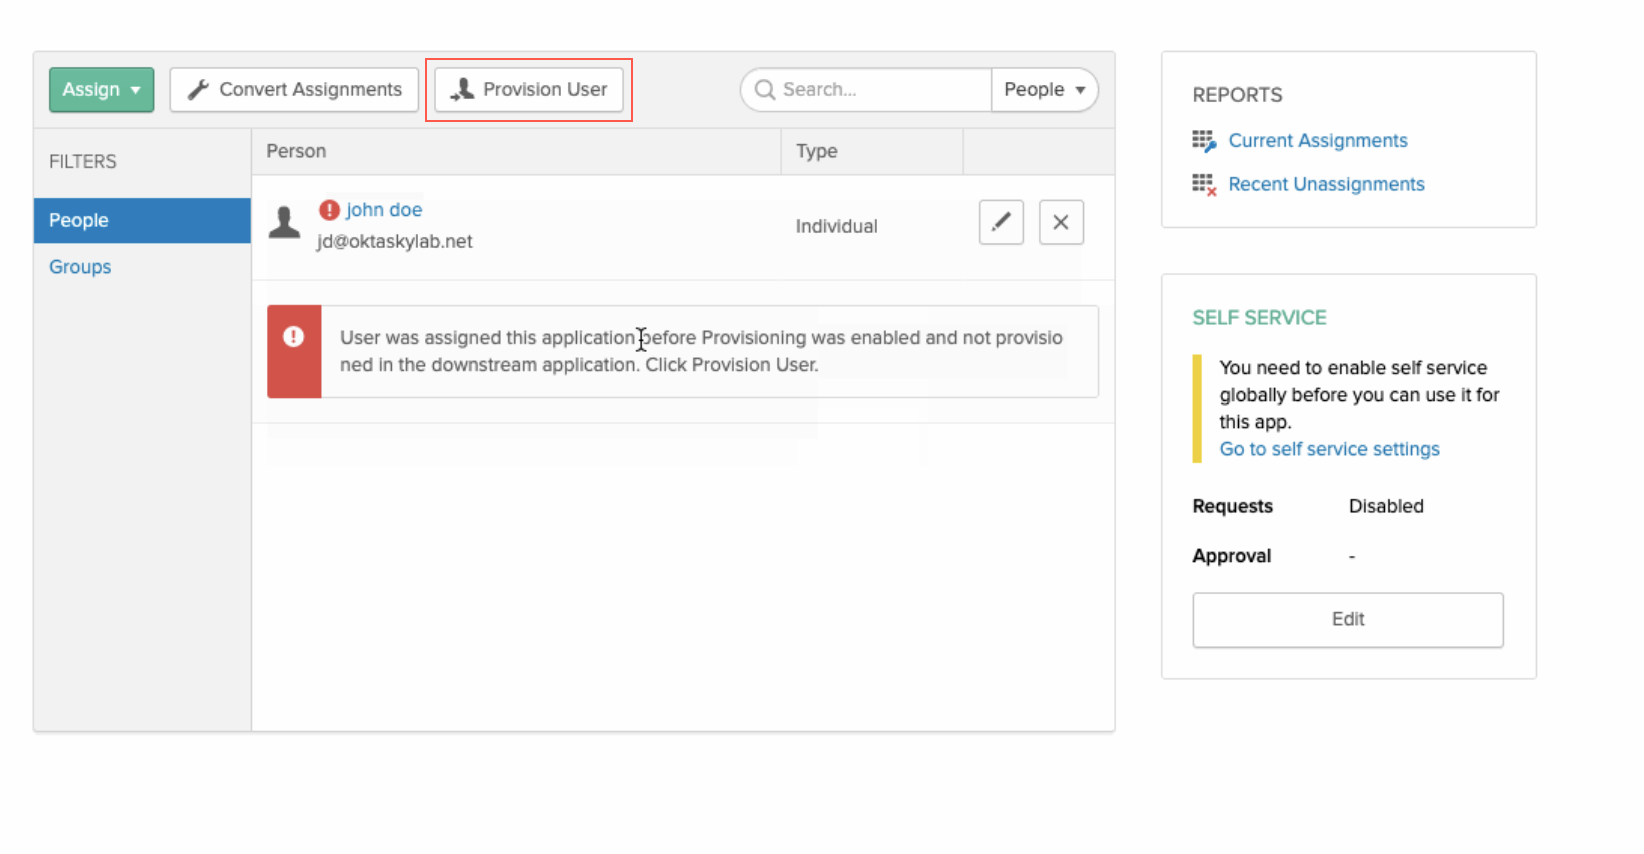 Assign
Convert Assignments
Provision User
Search...
People
FILTERS
People
Groups
Person
Type
john doe
jd@oktaskylab.net
Individual
User was assigned this application before Provisioning was enabled and not provisio
ned in the downstream application. Click Provision User.
REPORTS
Current Assignments
Recent Unassignments
SELF SERVICE
You need to enable self service
globally before you can use it for
this app.
Go to self service settings
Requests Disabled
Approval -
Edit